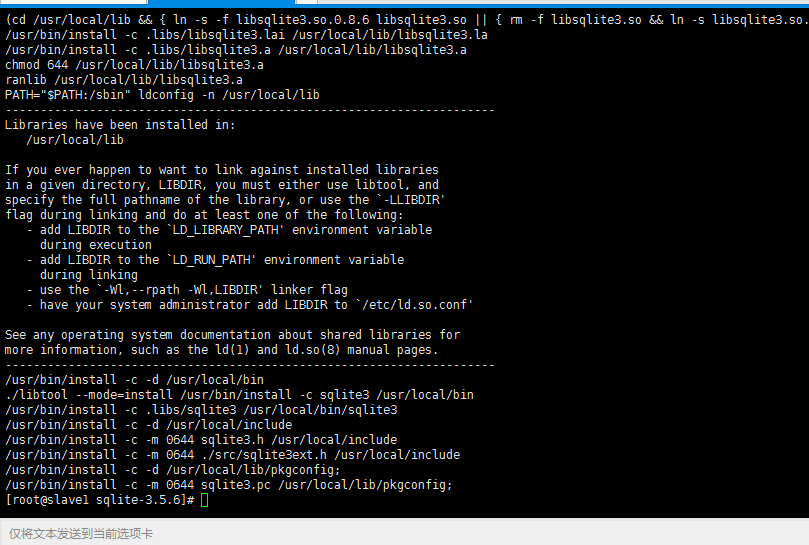 (cd /usr/local/lib && { ln -s -f libsqlite3.so.0.8.6 libsqlite3.so || { rm -f libsqlite3.so && ln -s libsqlite3.so.
/usr/bin/install -c .libs/libsqlite3.lai /usr/local/lib/libsqlite3.la
/usr/bin/install -c .libs/libsqlite3.a /usr/local/lib/libsqlite3.a
chmod 644 /usr/local/lib/libsqlite3.a
ranlib /usr/local/lib/libsqlite3.a
PATH="$PATH:/sbin" ldconfig -n /usr/local/lib
----------------------------------------------------------------------
Libraries have been installed in:
   /usr/local/lib

If you ever happen to want to link against installed libraries
in a given directory, LIBDIR, you must either use libtool, and
specify the full pathname of the library, or use the `-LLIBDIR'
flag during linking and do at least one of the following:
   - add LIBDIR to the `LD_LIBRARY_PATH' environment variable
     during execution
   - add LIBDIR to the `LD_RUN_PATH' environment variable
     during linking
   - use the `-Wl,--rpath -Wl,LIBDIR' linker flag
   - have your system administrator add LIBDIR to `/etc/ld.so.conf'

See any operating system documentation about shared libraries for
more information, such as the ld(1) and ld.so(8) manual pages.
----------------------------------------------------------------------
/usr/bin/install -c -d /usr/local/bin
./libtool --mode=install /usr/bin/install -c sqlite3 /usr/local/bin
/usr/bin/install -c .libs/sqlite3 /usr/local/bin/sqlite3
/usr/bin/install -c -d /usr/local/include
/usr/bin/install -c -m 0644 sqlite3.h /usr/local/include
/usr/bin/install -c -m 0644 ./src/sqlite3ext.h /usr/local/include
/usr/bin/install -c -d /usr/local/lib/pkgconfig;
/usr/bin/install -c -m 0644 sqlite3.pc /usr/local/lib/pkgconfig;
[root@slave1 sqlite-3.5.6]#
仅将文本发送到当前选项卡